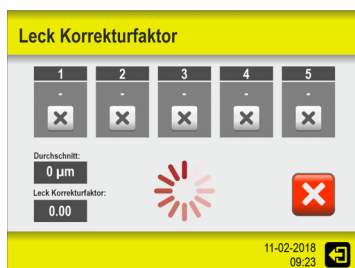 Leck Korrekturfaktor
1 2 3 4 5
- - - - -
Durchschnitt:
0 µm
Leck Korrekturfaktor:
0.00
11-02-2018
09:23